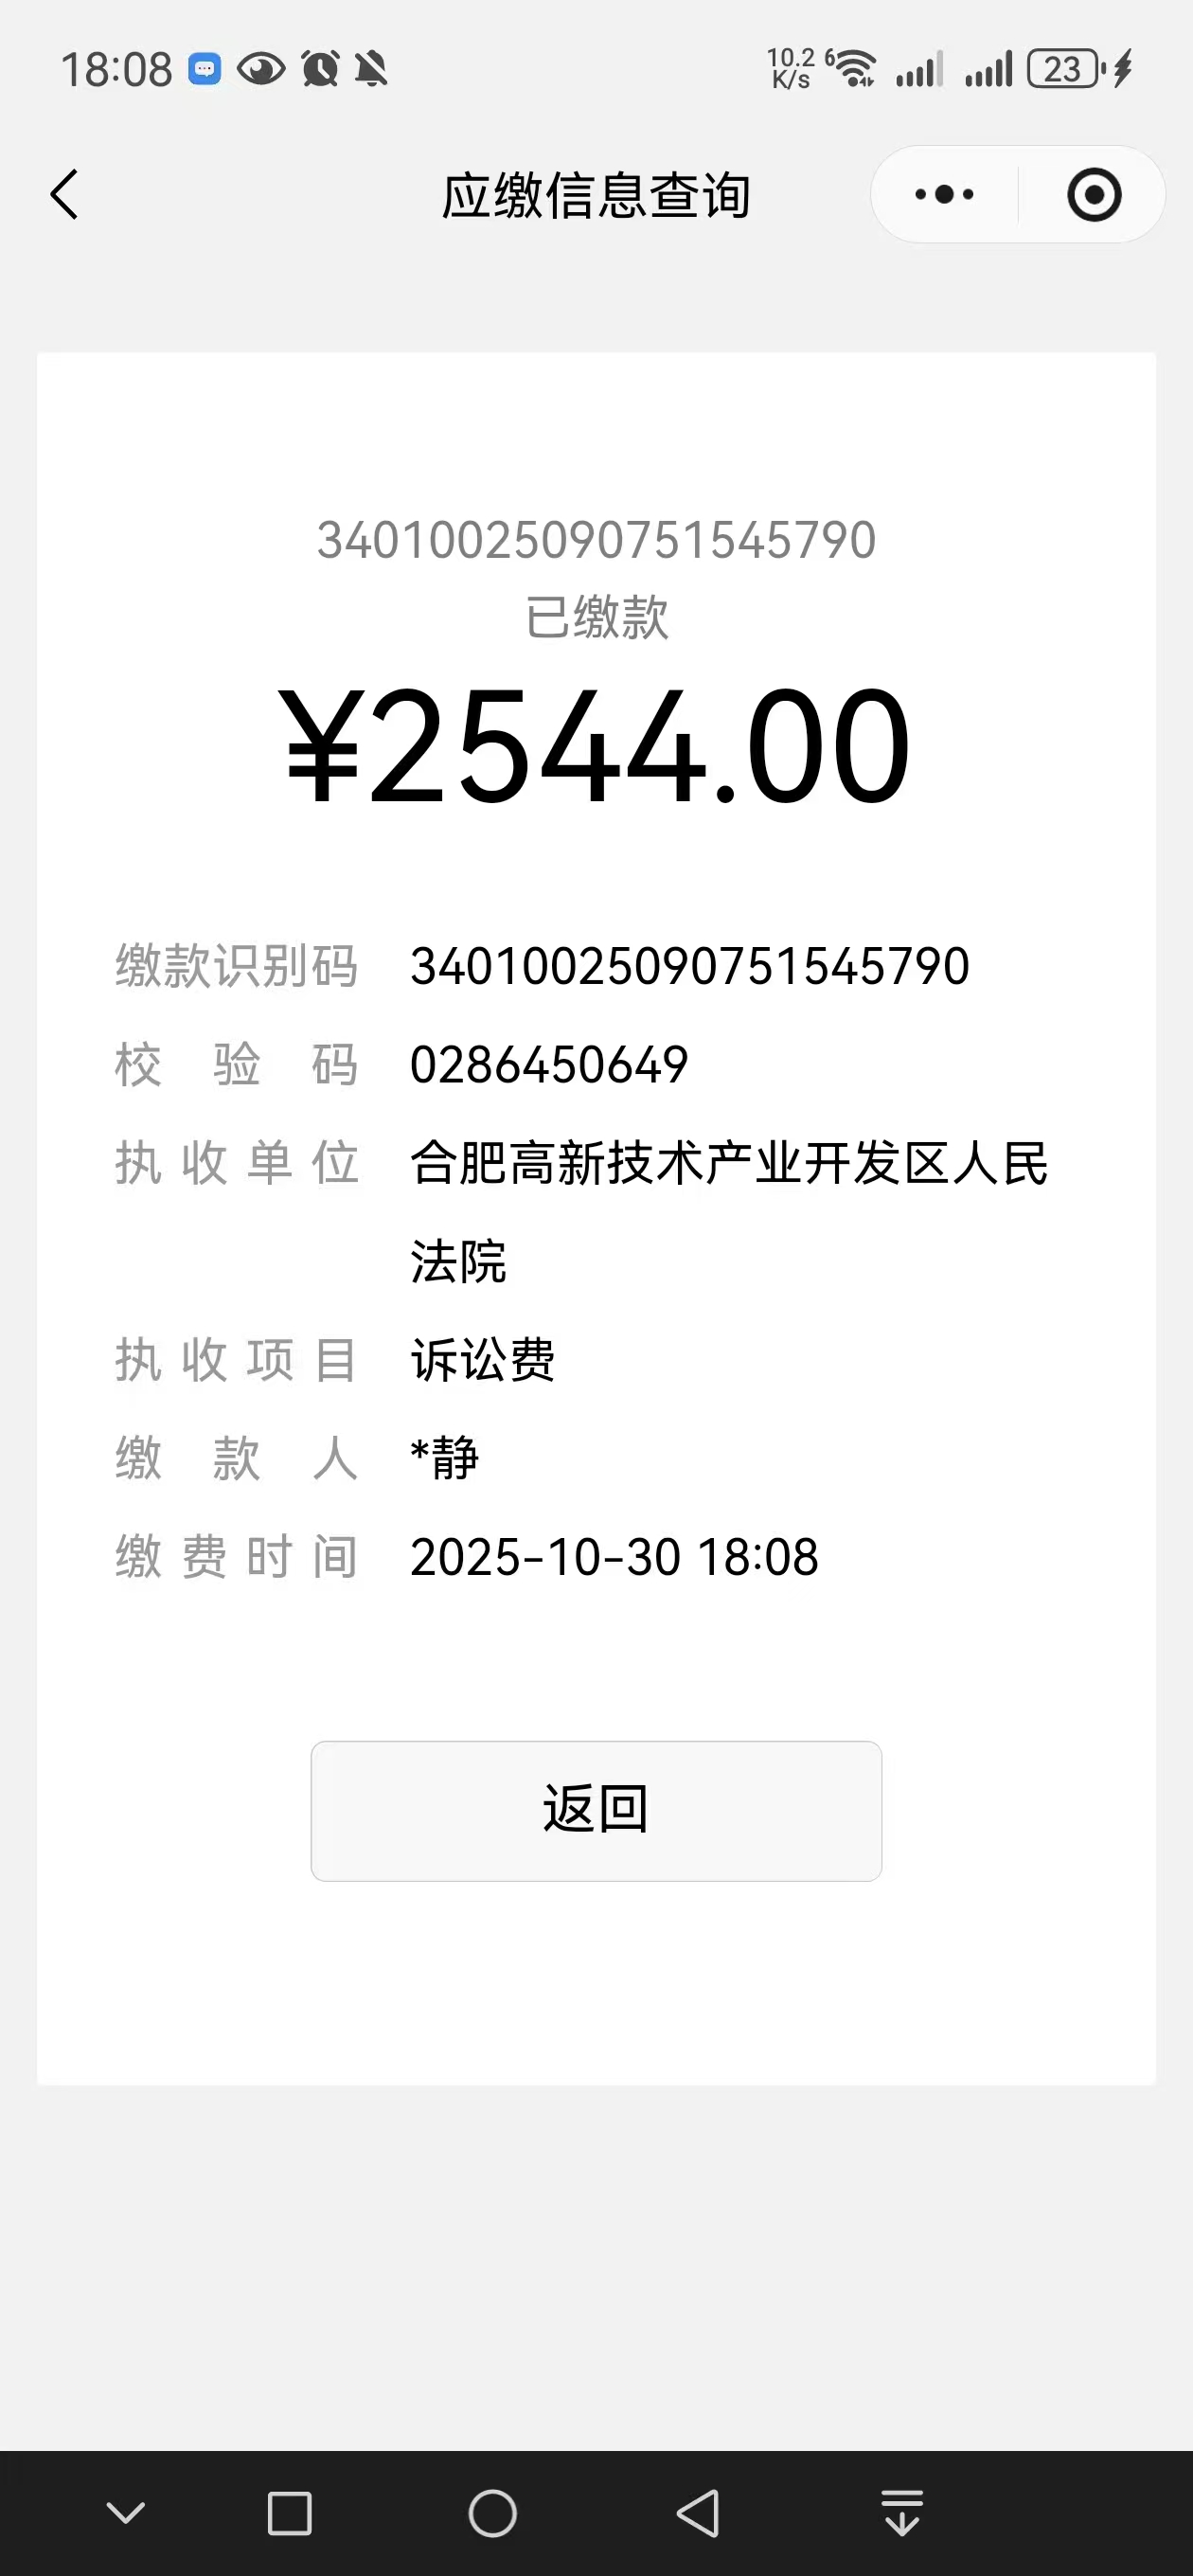 18:08
10.2 K/s 6 23
应缴信息查询
34010025090751545790
已缴款
¥2544.00
缴款识别码 34010025090751545790
校验码 0286450649
执收单位 合肥高新技术产业开发区人民
法院
执收项目 诉讼费
缴款人 *静
缴费时间 2025-10-30 18:08
返回